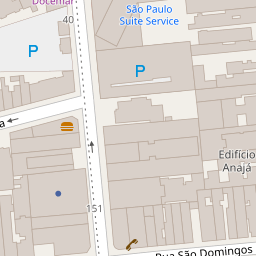 Docemar
40
São Paulo
Suite Service
P
P
a
Edifício
Anajá
151
Rua São Domingos